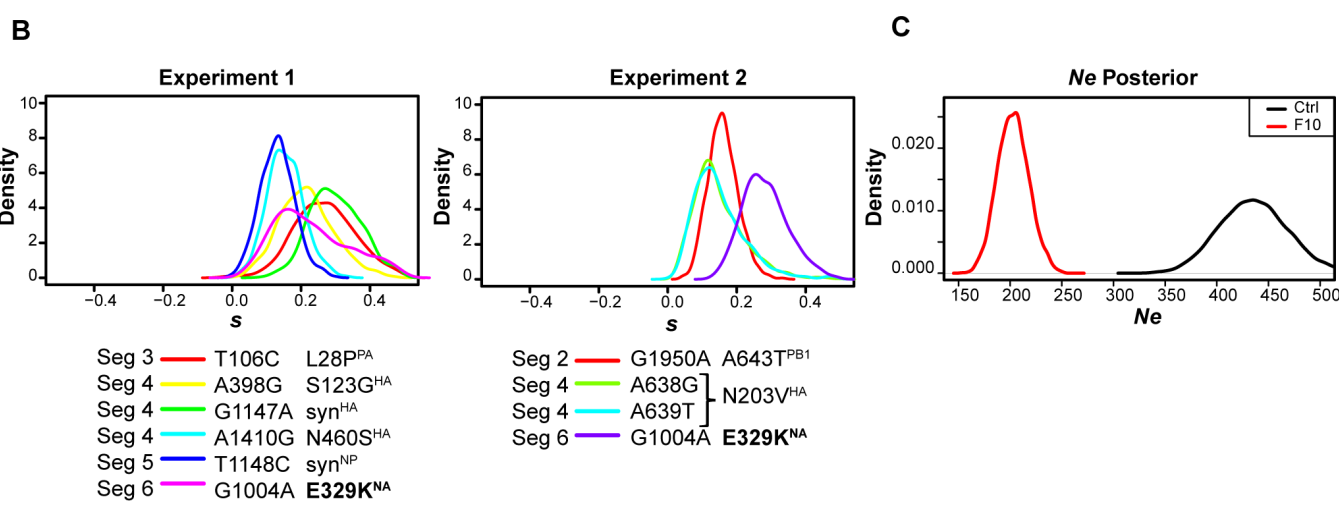 B
C
Experiment 1
Experiment 2
Ne Posterior
Density
10
8
6
4
2
0
−0.4 −0.2 0.0 0.2 0.4
s
Density
10
8
6
4
2
0
−0.4 −0.2 0.0 0.2 0.4
s
Density
0.020
0.010
0.000
Ctrl
F10
150 200 250 300 350 400 450 500
Ne
Seg 3 T106C L28P^PA
Seg 4 A398G S123G^HA
Seg 4 G1147A syn^HA
Seg 4 A1410G N460S^HA
Seg 5 T1148C syn^NP
Seg 6 G1004A E329K^NA
Seg 2 G1950A A643T^PB1
Seg 4 A638G
N203V^HA
Seg 4 A639T
Seg 6 G1004A E329K^NA